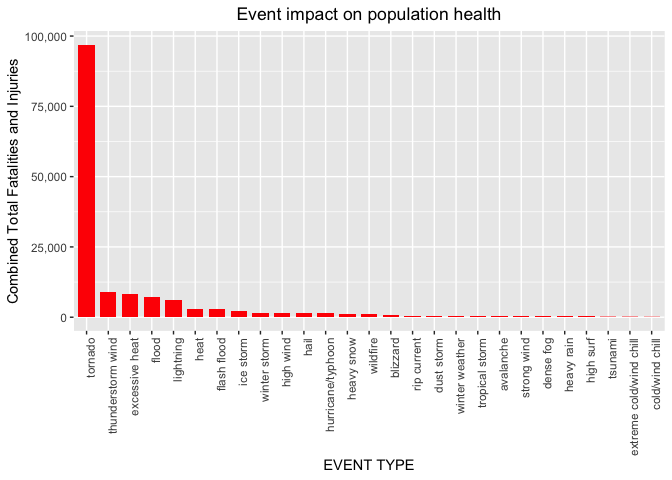 Event impact on population health
Combined Total Fatalities and Injuries
100,000
75,000
50,000
25,000
0
tornado
thunderstorm wind
excessive heat
flood
lightning
heat
flash flood
ice storm
winter storm
high wind
hail
hurricane/typhoon
heavy snow
wildfire
blizzard
rip current
dust storm
winter weather
tropical storm
avalanche
strong wind
dense fog
heavy rain
high surf
tsunami
extreme cold/wind chill
cold/wind chill
EVENT TYPE